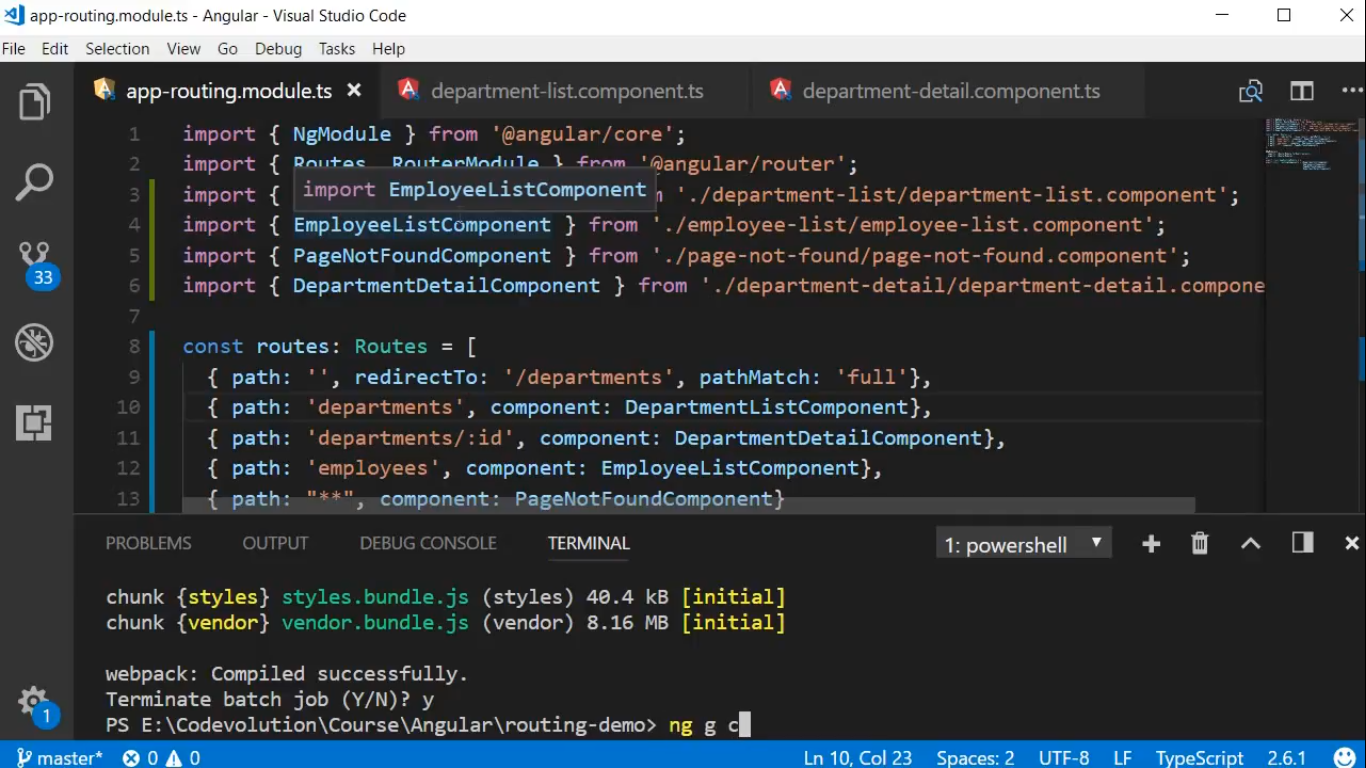 app-routing.module.ts - Angular - Visual Studio Code
File Edit Selection View Go Debug Tasks Help
app-routing.module.ts department-list.component.ts department-detail.component.ts
1 import { NgModule } from '@angular/core';
2 import { Routes, RouterModule } from '@angular/router';
import EmployeeListComponent
3 import { './department-list/department-list.component';
4 import { EmployeeListComponent } from './employee-list/employee-list.component';
5 import { PageNotFoundComponent } from './page-not-found/page-not-found.component';
6 import { DepartmentDetailComponent } from './department-detail/department-detail.compone
7
8 const routes: Routes = [
9 { path: '', redirectTo: '/departments', pathMatch: 'full'},
10 { path: 'departments', component: DepartmentListComponent},
11 { path: 'departments/:id', component: DepartmentDetailComponent},
12 { path: 'employees', component: EmployeeListComponent},
13 { path: "**", component: PageNotFoundComponent}
33
PROBLEMS OUTPUT DEBUG CONSOLE TERMINAL 1: powershell
chunk {styles} styles.bundle.js (styles) 40.4 kB [initial]
chunk {vendor} vendor.bundle.js (vendor) 8.16 MB [initial]
webpack: Compiled successfully.
Terminate batch job (Y/N)? y
PS E:\Codevolution\Course\Angular\routing-demo> ng g c
1
master* 0 0 Ln 10, Col 23 Spaces: 2 UTF-8 LF TypeScript 2.6.1